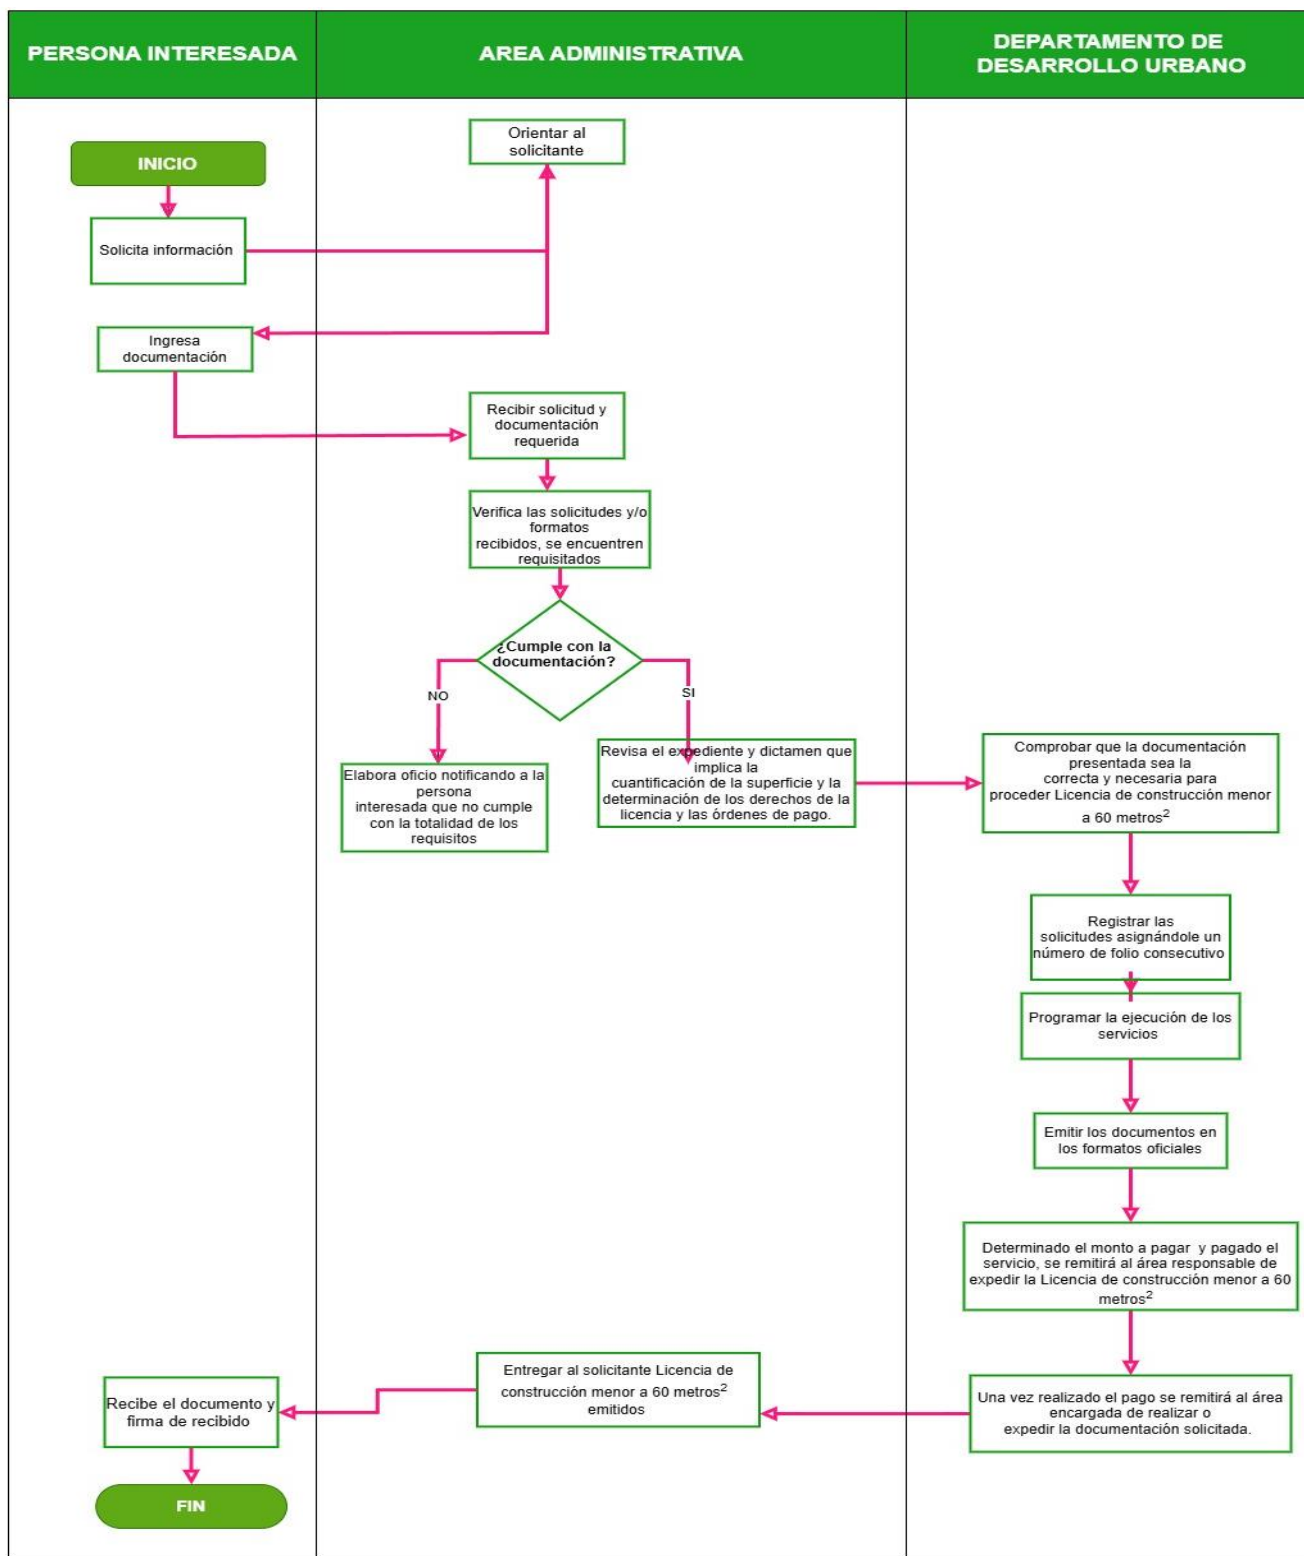 PERSONA INTERESADA
AREA ADMINISTRATIVA
DEPARTAMENTO DE
DESARROLLO URBANO
INICIO
Orientar al
solicitante
Solicita información
Ingresa
documentación
Recibir solicitud y
documentación
requerida
Verifica las solicitudes y/o
formatos
recibidos, se encuentren
requisitados
¿Cumple con la
documentación?
NO
SI
Elabora oficio notificando a la
persona
interesada que no cumple
con la totalidad de los
requisitos
Revisa el expediente y dictamen que
implica la
cuantificación de la superficie y la
determinación de los derechos de la
licencia y las órdenes de pago.
Comprobar que la documentación
presentada sea la
correcta y necesaria para
proceder Licencia de construcción menor
a 60 metros²
Registrar las
solicitudes asignándole un
número de folio consecutivo
Programar la ejecución de los
servicios
Emitir los documentos en
los formatos oficiales
Determinado el monto a pagar y pagado el
servicio, se remitirá al área responsable de
expedir la Licencia de construcción menor a 60
metros²
Una vez realizado el pago se remitirá al área
encargada de realizar o
expedir la documentación solicitada.
Entregar al solicitante Licencia de
construcción menor a 60 metros²
emitidos
Recibe el documento y
firma de recibido
FIN